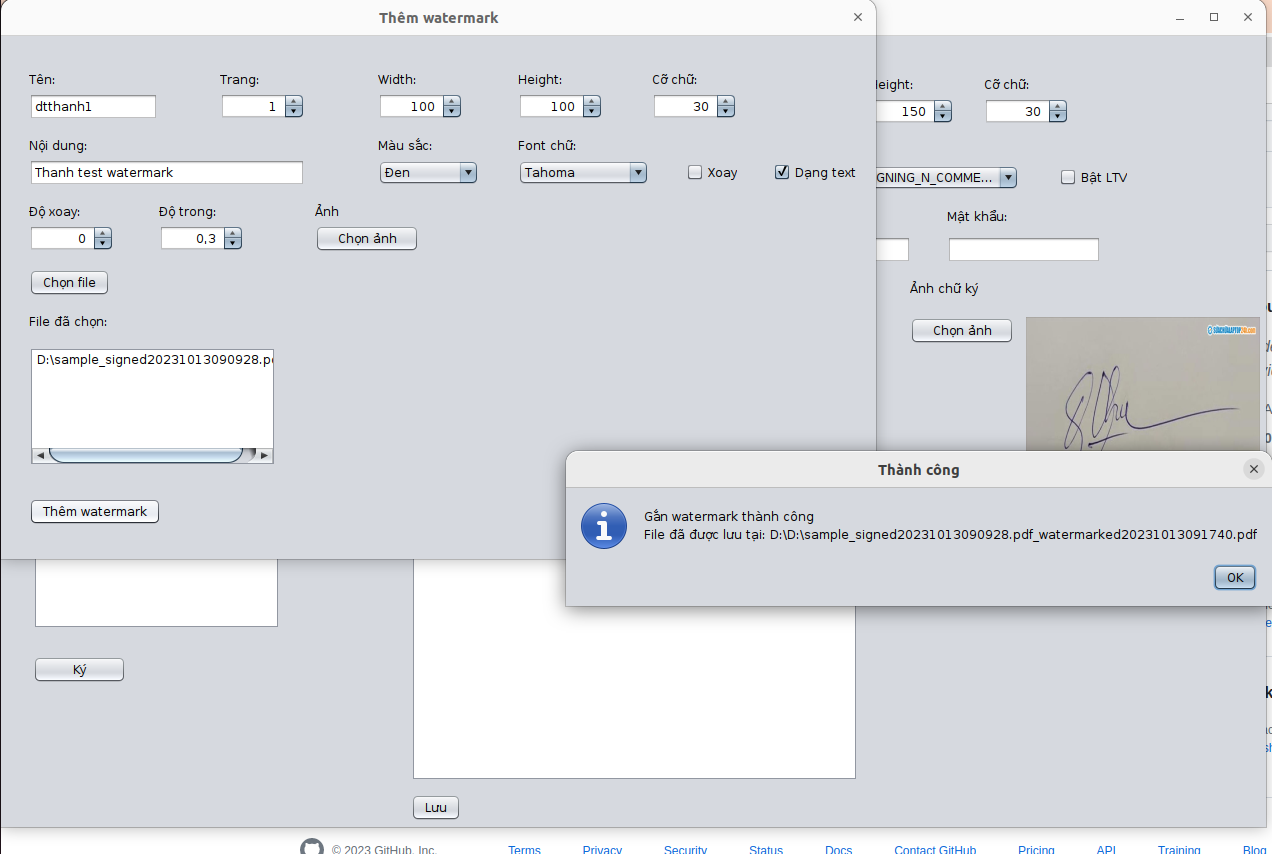 Thêm watermark
Tên:
Trang:
Width:
Height:
Cỡ chữ:
dtthanh1
1
100
100
30
Nội dung:
Màu sắc:
Font chữ:
Thanh test watermark
Đen
Tahoma
Xoay
Dạng text
Độ xoay:
Độ trong:
Ảnh
0
0,3
Chọn ảnh
Chọn file
File đã chọn:
D:\sample_signed20231013090928.pd
Thêm watermark
eight:
Cỡ chữ:
150
30
GNING_N_COMME...
Bật LTV
Mật khẩu:
Ảnh chữ ký
Chọn ảnh
Thành công
Gắn watermark thành công
File đã được lưu tại: D:\D:\sample_signed20231013090928.pdf_watermarked20231013091740.pdf
OK
Ký
Lưu
© 2023 GitHub, Inc.
Terms
Privacy
Security
Status
Docs
Contact GitHub
Pricing
API
Training
Blog